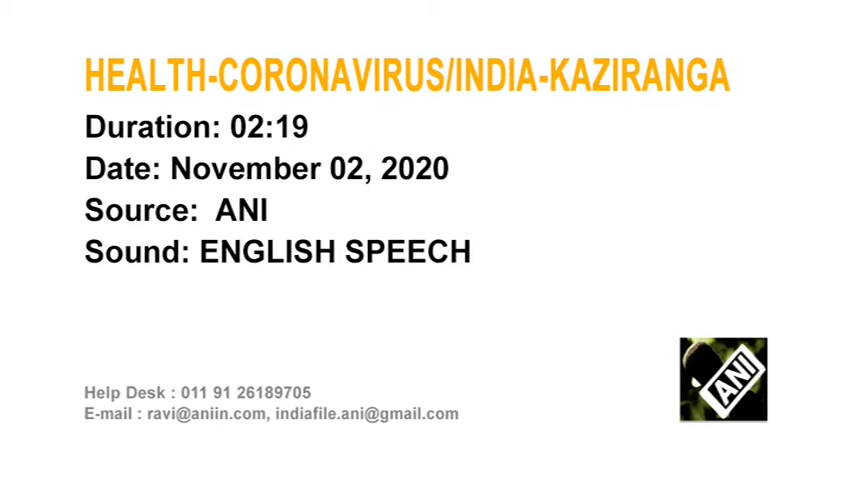 HEALTH-CORONAVIRUS/INDIA-KAZIRANGA
Duration: 02:19
Date: November 02, 2020
Source: ANI
Sound: ENGLISH SPEECH
ANI
Help Desk : 011 91 26189705
E-mail : ravi@aniin.com, indiafile.ani@gmail.com